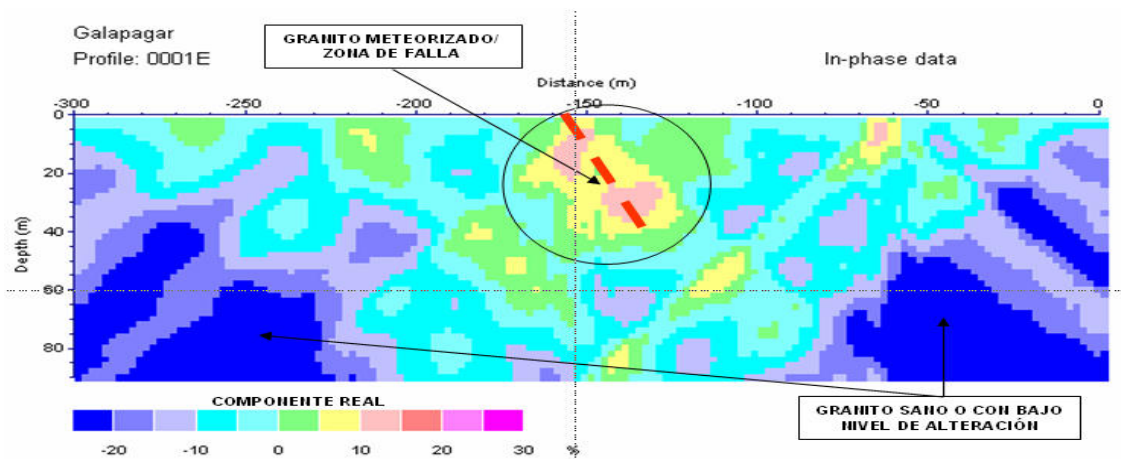 Galapagar
Profile: 0001E
GRANITO METEORIZADO/
ZONA DE FALLA
In-phase data
Distance (m)
-300 -250 -200 -150 -100 -50 0
Depth (m)
0
20
40
60
80
COMPONENTE REAL
-20 -10 0 10 20 30 %
GRANITO SANO O CON BAJO
NIVEL DE ALTERACIÓN